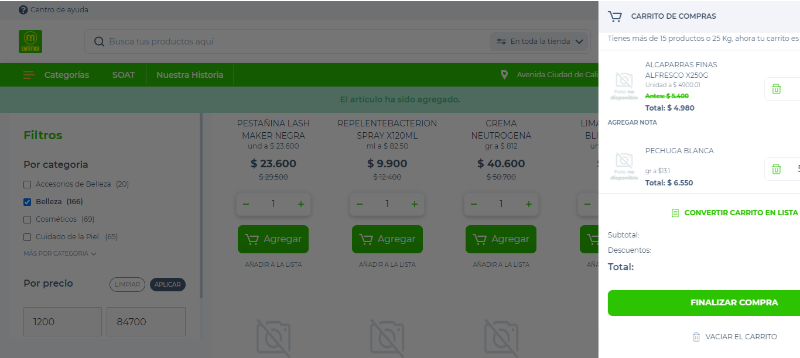 Centro de ayuda
m
Busca tus productos aquí
En toda la tienda
Categorías
SOAT
Nuestra Historia
Avenida Ciudad de Cali
El artículo ha sido agregado.
Filtros
Por categoría
Accesorios de Belleza (20)
Belleza (166)
Cosméticos (69)
Cuidado de la Piel (65)
MÁS POR CATEGORIA
Por precio
LIMPIAR
APLICAR
1200
84700
PESTAÑINA LASH
MAKER NEGRA
und a $ 23.600
$ 23.600
$ 29.500
1
Agregar
AÑADIR A LA LISTA
REPELENTEBACTERION
SPRAY X120ML
ml a $ 82.50
$ 9.900
$ 12.400
1
Agregar
AÑADIR A LA LISTA
CREMA
NEUTROGENA
gr a $ 812
$ 40.600
$ 50.700
1
Agregar
AÑADIR A LA LISTA
CARRITO DE COMPRAS
Tienes más de 15 productos o 25 Kg, ahora tu carrito es
ALCAPARRAS FINAS
ALFRESCO X250G
Unidad a $ 4900.01
Antes: $ 5.400
Total: $ 4.980
AGREGAR NOTA
PECHUGA BLANCA
gr a $13.1
Total: $ 6.550
CONVERTIR CARRITO EN LISTA
Subtotal:
Descuentos:
Total:
FINALIZAR COMPRA
VACIAR EL CARRITO